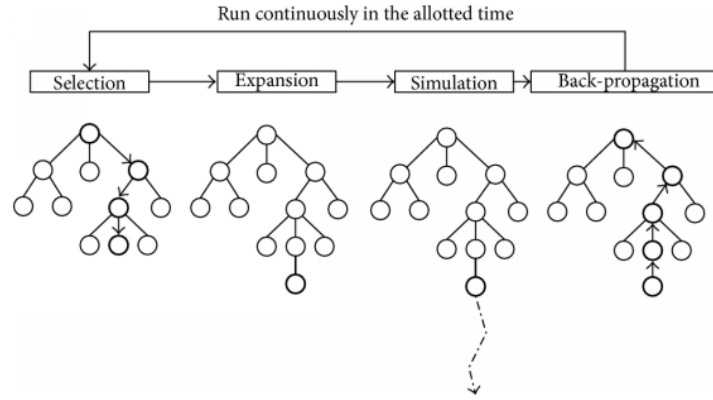 Run continuously in the allotted time
Selection
Expansion
Simulation
Back-propagation